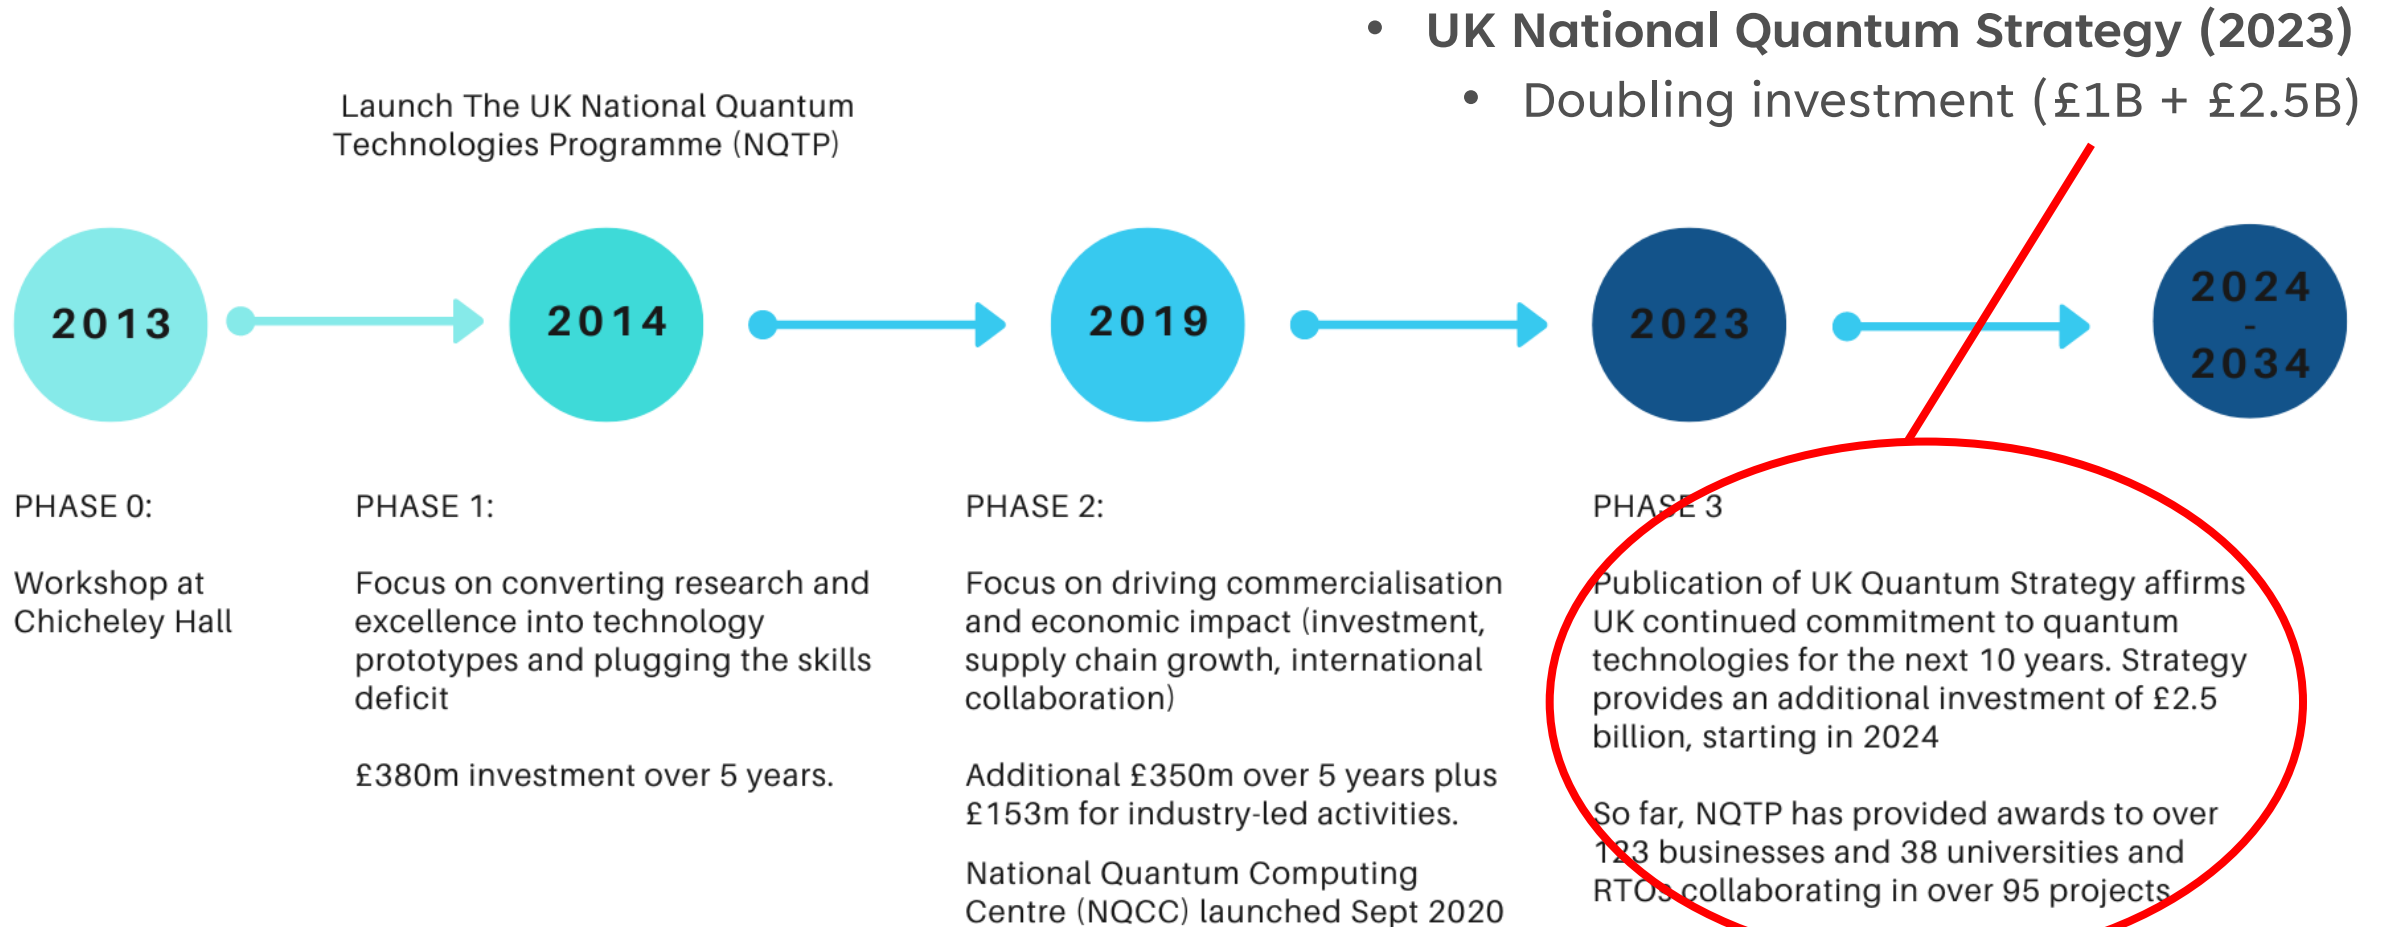 • UK National Quantum Strategy (2023)
• Doubling investment (£1B + £2.5B)
Launch The UK National Quantum
Technologies Programme (NQTP)
2013
2014
2019
2023
2024
-
2034
PHASE 0:
Workshop at
Chicheley Hall
PHASE 1:
Focus on converting research and
excellence into technology
prototypes and plugging the skills
deficit
£380m investment over 5 years.
PHASE 2:
Focus on driving commercialisation
and economic impact (investment,
supply chain growth, international
collaboration)
Additional £350m over 5 years plus
£153m for industry-led activities.
National Quantum Computing
Centre (NQCC) launched Sept 2020
PHASE 3
Publication of UK Quantum Strategy affirms
UK continued commitment to quantum
technologies for the next 10 years. Strategy
provides an additional investment of £2.5
billion, starting in 2024
So far, NQTP has provided awards to over
123 businesses and 38 universities and
RTOs collaborating in over 95 projects